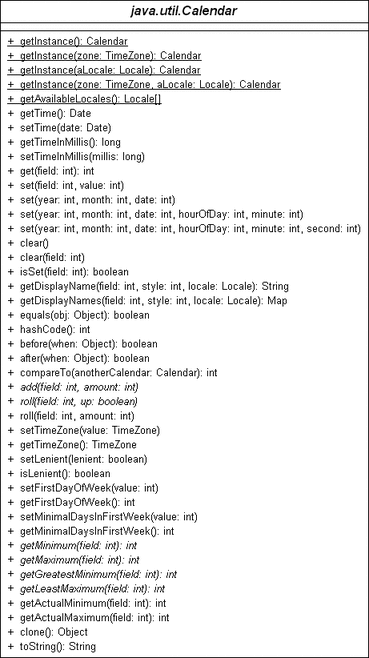 java.util.Calendar
+ getInstance(): Calendar
+ getInstance(zone: TimeZone): Calendar
+ getInstance(aLocale: Locale): Calendar
+ getInstance(zone: TimeZone, aLocale: Locale): Calendar
+ getAvailableLocales(): Locale[]
+ getTime(): Date
+ setTime(date: Date)
+ getTimeInMillis(): long
+ setTimeInMillis(millis: long)
+ get(field: int): int
+ set(field: int, value: int)
+ set(year: int, month: int, date: int)
+ set(year: int, month: int, date: int, hourOfDay: int, minute: int)
+ set(year: int, month: int, date: int, hourOfDay: int, minute: int, second: int)
+ clear()
+ clear(field: int)
+ isSet(field: int): boolean
+ getDisplayName(field: int, style: int, locale: Locale): String
+ getDisplayNames(field: int, style: int, locale: Locale): Map
+ equals(obj: Object): boolean
+ hashCode(): int
+ before(when: Object): boolean
+ after(when: Object): boolean
+ compareTo(anotherCalendar: Calendar): int
+ add(field: int, amount: int)
+ roll(field: int, up: boolean)
+ roll(field: int, amount: int)
+ setTimeZone(value: TimeZone)
+ getTimeZone(): TimeZone
+ setLenient(lenient: boolean)
+ isLenient(): boolean
+ setFirstDayOfWeek(value: int)
+ getFirstDayOfWeek(): int
+ setMinimalDaysInFirstWeek(value: int)
+ getMinimalDaysInFirstWeek(): int
+ getMinimum(field: int): int
+ getMaximum(field: int): int
+ getGreatestMinimum(field: int): int
+ getLeastMaximum(field: int): int
+ getActualMinimum(field: int): int
+ getActualMaximum(field: int): int
+ clone(): Object
+ toString(): String